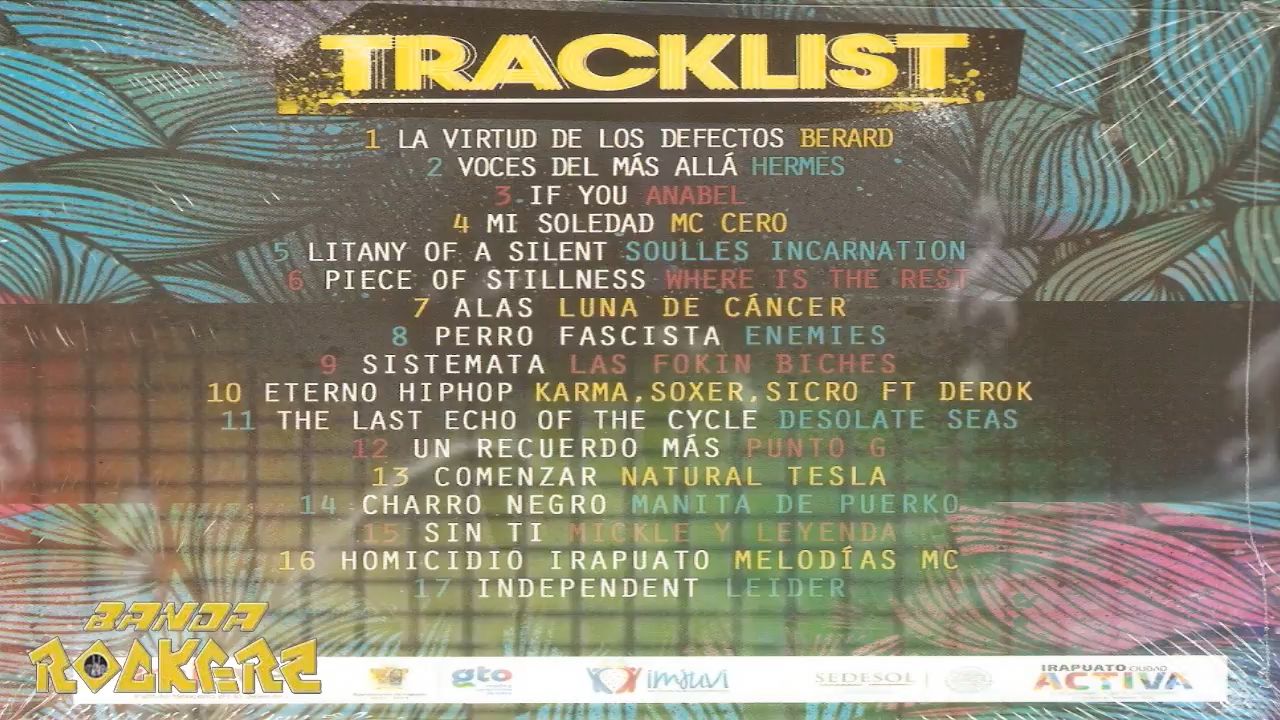 TRACKLIST
1 LA VIRTUD DE LOS DEFECTOS BERARD
2 VOCES DEL MÁS ALLÁ HERMES
3 IF YOU ANABEL
4 MI SOLEDAD MC CERO
5 LITANY OF A SILENT SOULLES INCARNATION
6 PIECE OF STILLNESS WHERE IS THE REST
7 ALAS LUNA DE CÁNCER
8 PERRO FASCISTA ENEMIES
9 SISTEMATA LAS FOKIN BICHES
10 ETERNO HIPHOP KARMA,SOXER,SICRO FT DEROK
11 THE LAST ECHO OF THE CYCLE DESOLATE SEAS
12 UN RECUERDO MÁS PUNTO G
13 COMENZAR NATURAL TESLA
14 CHARRO NEGRO MANITA DE PUERKO
15 SIN TI MICKLE Y LEYENDA
16 HOMICIDIO IRAPUATO MELODÍAS MC
17 INDEPENDENT LEIDER
BANDA
ROCKERZ
gto
imjuvi
SEDESOL
IRAPUATO CIUDAD
ACTIVA